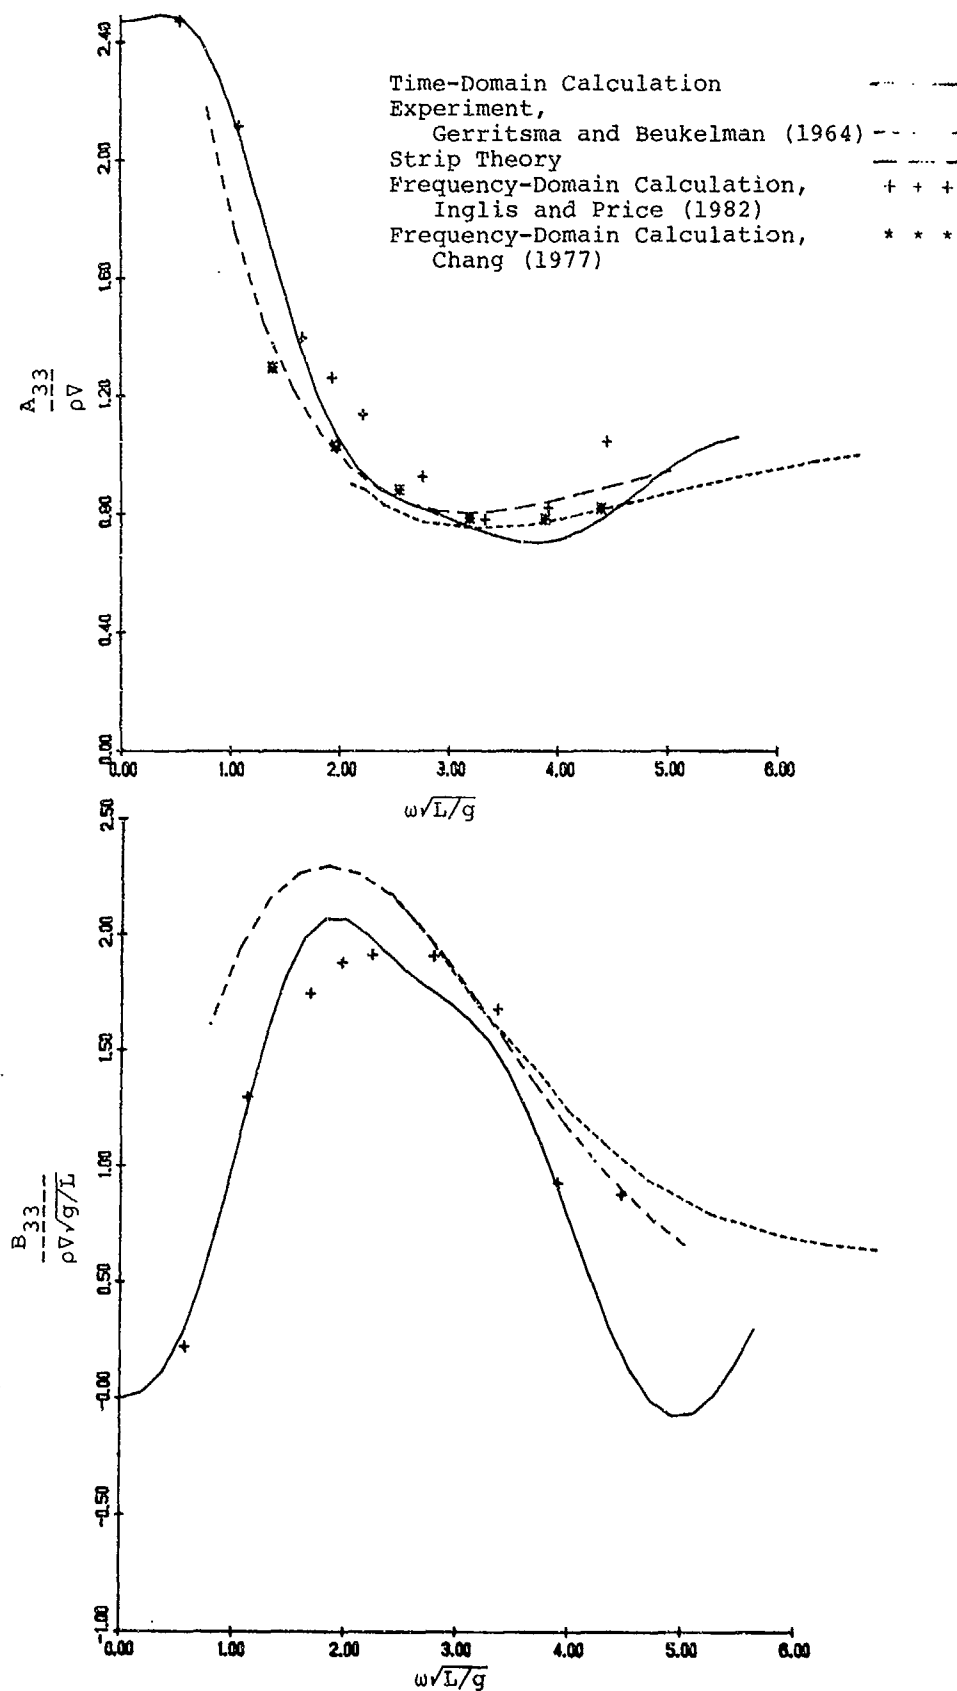 2.40
2.00
1.60
1.20
0.80
0.40
0.00
A33
ρ∇
Time-Domain Calculation
Experiment,
Gerritsma and Beukelman (1964)
Strip Theory
Frequency-Domain Calculation, + + +
Inglis and Price (1982)
Frequency-Domain Calculation, * * *
Chang (1977)
0.00 1.00 2.00 3.00 4.00 5.00 6.00
ω√L/g
2.50
2.00
1.50
1.00
0.50
-0.00
-0.50
-1.00
B33
ρ∇√g/L
0.00 1.00 2.00 3.00 4.00 5.00 6.00
ω√L/g